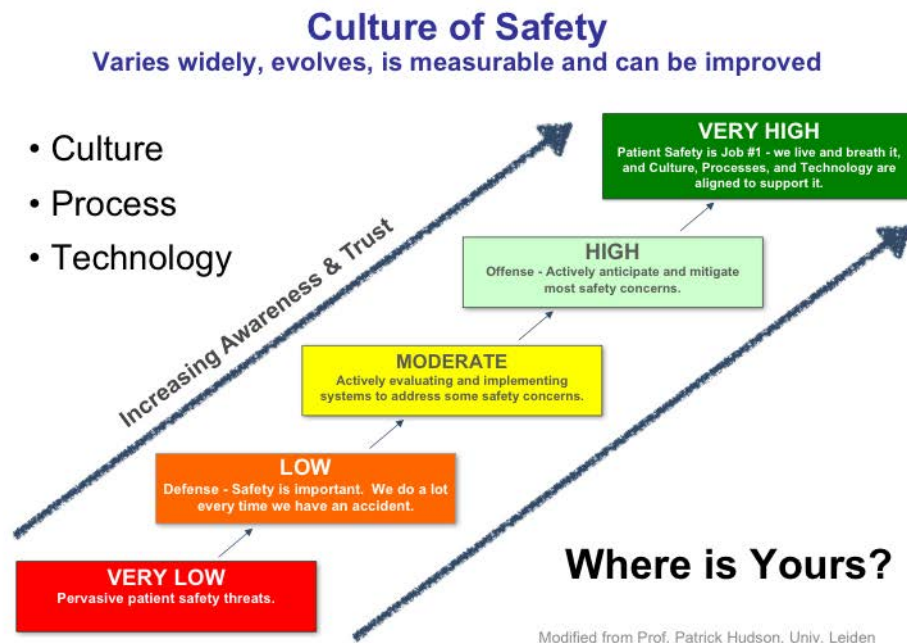 Culture of Safety
Varies widely, evolves, is measurable and can be improved
• Culture
• Process
• Technology
Increasing Awareness & Trust
VERY HIGH
Patient Safety is Job #1 - we live and breath it,
and Culture, Processes, and Technology are
aligned to support it.
HIGH
Offense - Actively anticipate and mitigate
most safety concerns.
MODERATE
Actively evaluating and implementing
systems to address some safety concerns.
LOW
Defense - Safety is important.  We do a lot
every time we have an accident.
VERY LOW
Pervasive patient safety threats.
Where is Yours?
Modified from Prof. Patrick Hudson, Univ. Leiden